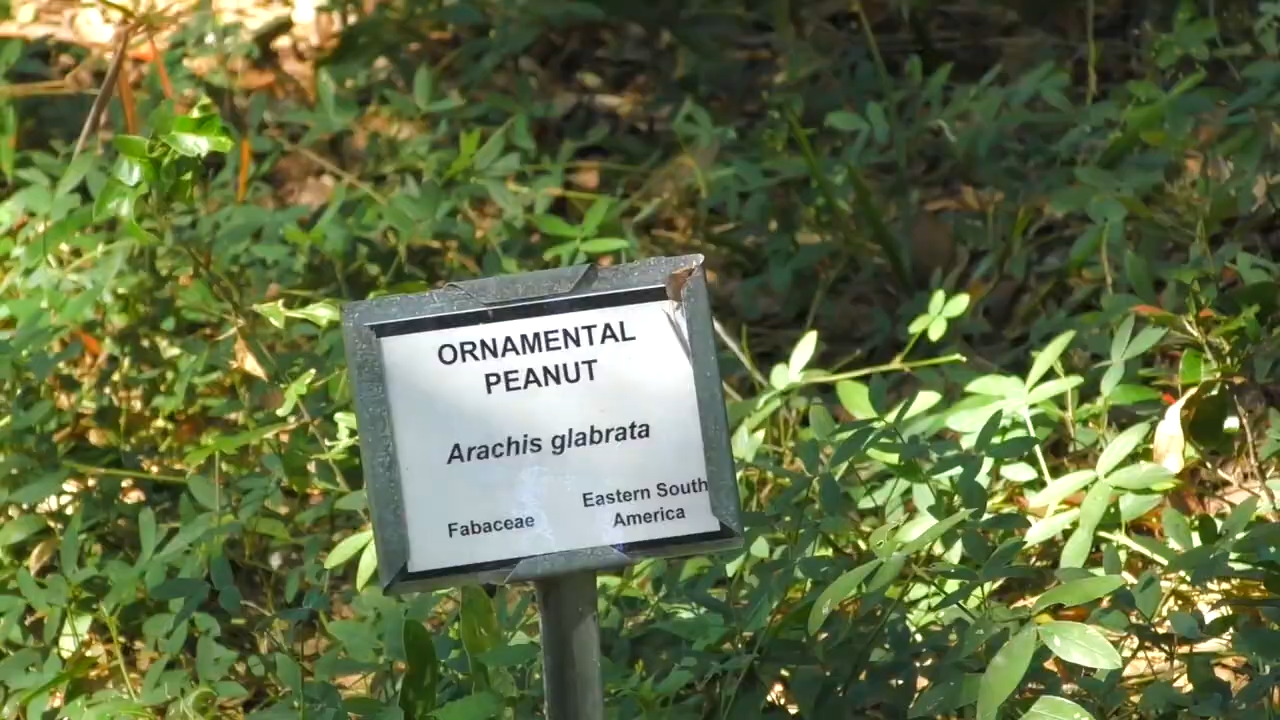 ORNAMENTAL
PEANUT
Arachis glabrata
Fabaceae
Eastern South
America